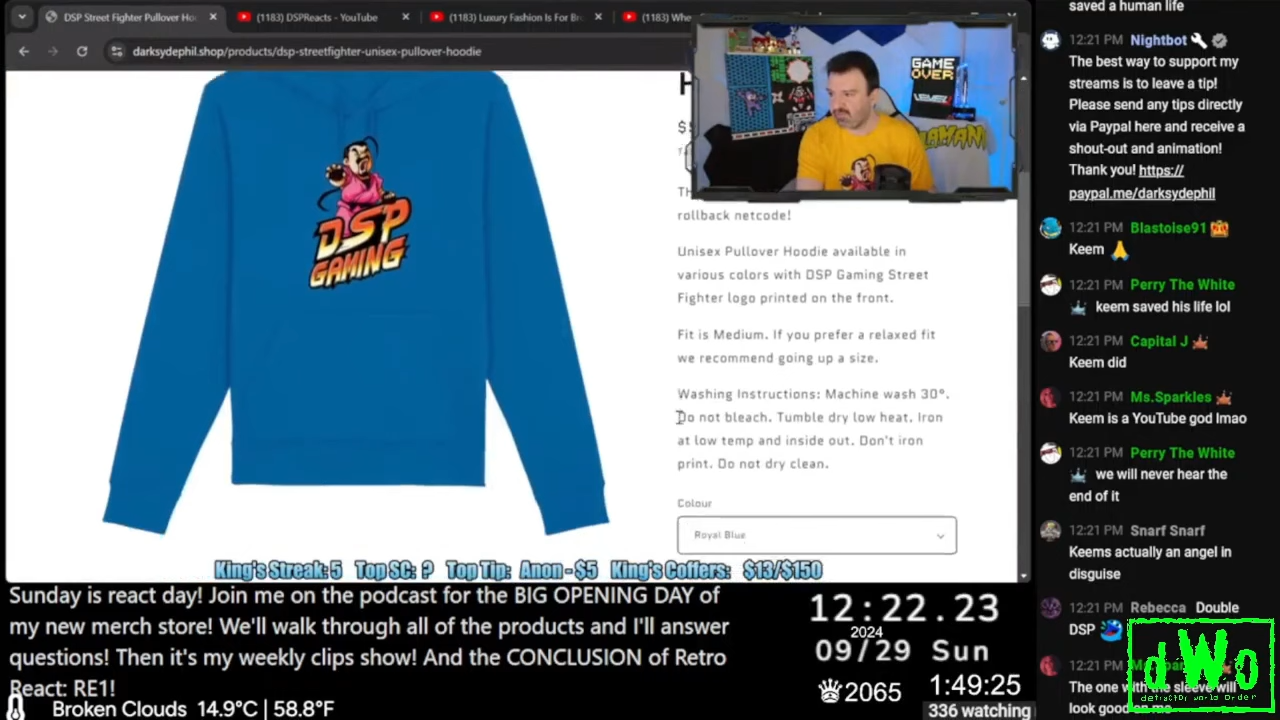 DSP Street Fighter Pullover Ho
(1183) DSPReacts - YouTube
(1183) Luxury Fashion Is For Br
(1183) Whe
darksydephil.shop/products/dsp-streetfighter-unisex-pullover-hoodie
GAME
OVER
DSP
GAMING
rollback netcode!
Unisex Pullover Hoodie available in
various colors with DSP Gaming Street
Fighter logo printed on the front.
Fit is Medium. If you prefer a relaxed fit
we recommend going up a size.
Washing Instructions: Machine wash 30°.
Do not bleach. Tumble dry low heat. Iron
at low temp and inside out. Don't iron
print. Do not dry clean.
Colour
Royal Blue
King's Streak: 5 Top SC: ? Top Tip: Anon - $5 King's Coffers: $13/$150
Sunday is react day! Join me on the podcast for the BIG OPENING DAY of
my new merch store! We'll walk through all of the products and I'll answer
questions! Then it's my weekly clips show! And the CONCLUSION of Retro
React: RE1!
Broken Clouds 14.9°C | 58.8°F
12:22.23
2024
09/29 Sun
2065
1:49:25
336 watching
saved a human life
12:21 PM Nightbot
The best way to support my
streams is to leave a tip!
Please send any tips directly
via Paypal here and receive a
shout-out and animation!
Thank you! https://
paypal.me/darksydephil
12:21 PM Blastoise91
Keem
12:21 PM Perry The White
keem saved his life lol
12:21 PM Capital J
Keem did
12:21 PM Ms.Sparkles
Keem is a YouTube god lmao
12:21 PM Perry The White
we will never hear the
end of it
12:21 PM Snarf Snarf
Keems actually an angel in
disguise
12:21 PM Rebecca Double
DSP
12:21 PM
The one with the sleeve will
look good on me
dWo